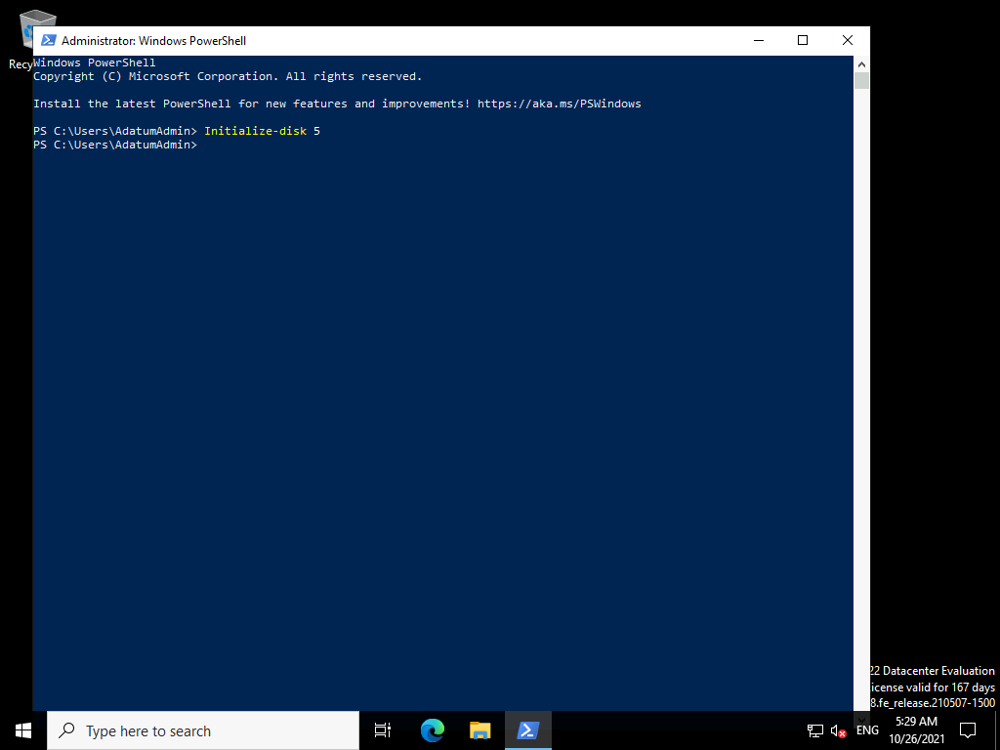 Administrator: Windows PowerShell
Recy
Windows PowerShell
Copyright (C) Microsoft Corporation. All rights reserved.
Install the latest PowerShell for new features and improvements! https://aka.ms/PSWindows
PS C:\Users\AdatumAdmin> Initialize-disk 5
PS C:\Users\AdatumAdmin>
22 Datacenter Evaluation
icense valid for 167 days
8.fe_release.210507-1500
Type here to search
ENG
5:29 AM
10/26/2021